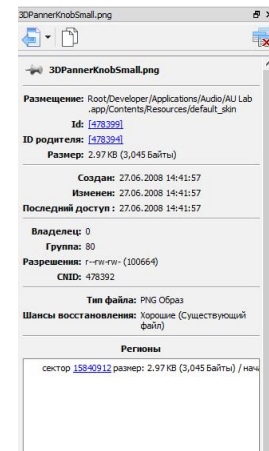 3DPannerKnobSmall.png
3DPannerKnobSmall.png
Размещение: Root/Developer/Applications/Audio/AU Lab
.app/Contents/Resources/default_skin
Id: [478399]
ID родителя: [478394]
Размер: 2.97 KB (3,045 Байты)
Создан: 27.06.2008 14:41:57
Изменен: 27.06.2008 14:41:57
Последний доступ : 27.06.2008 14:41:57
Владелец: 0
Группа: 80
Разрешения: r--rw-rw- (100664)
CNID: 478392
Тип файла: PNG Образ
Шансы восстановления: Хорошие (Существующий
файл)
Регионы
сектор 15840912 размер: 2.97 KB (3,045 Байты) / нача